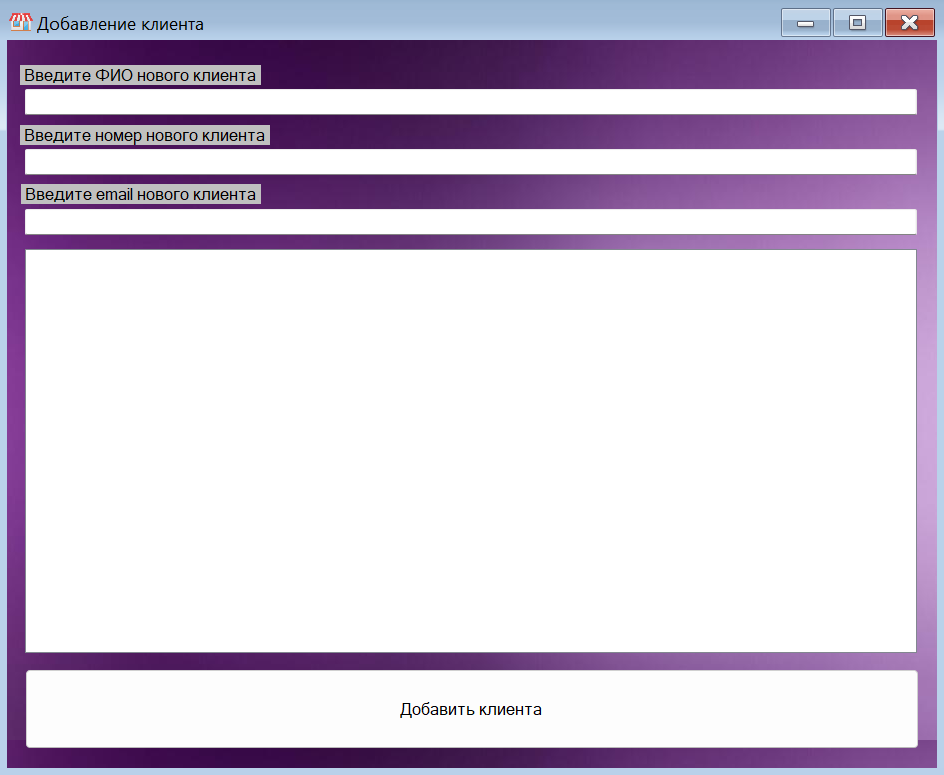 Добавление клиента
Введите ФИО нового клиента
Введите номер нового клиента
Введите email нового клиента
Добавить клиента